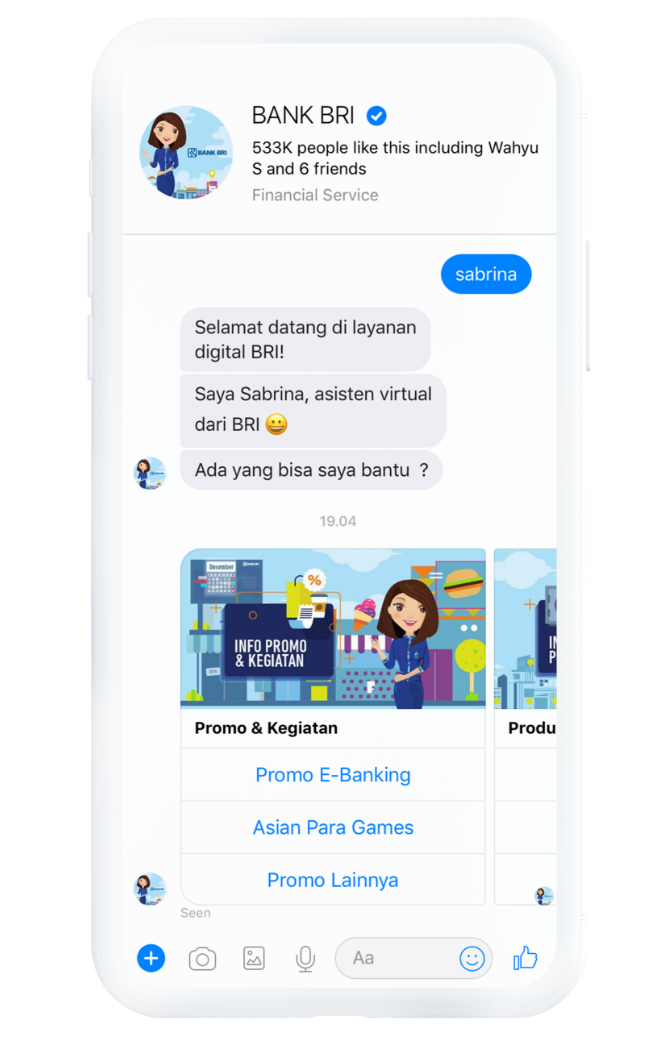 BANK BRI
BANK BRI
533K people like this including Wahyu
S and 6 friends
Financial Service
sabrina
Selamat datang di layanan
digital BRI!
Saya Sabrina, asisten virtual
dari BRI 😀
Ada yang bisa saya bantu ?
19.04
Desember
%
INFO PROMO
& KEGIATAN
Promo & Kegiatan
Produ
Promo E-Banking
Asian Para Games
Promo Lainnya
Seen
Aa